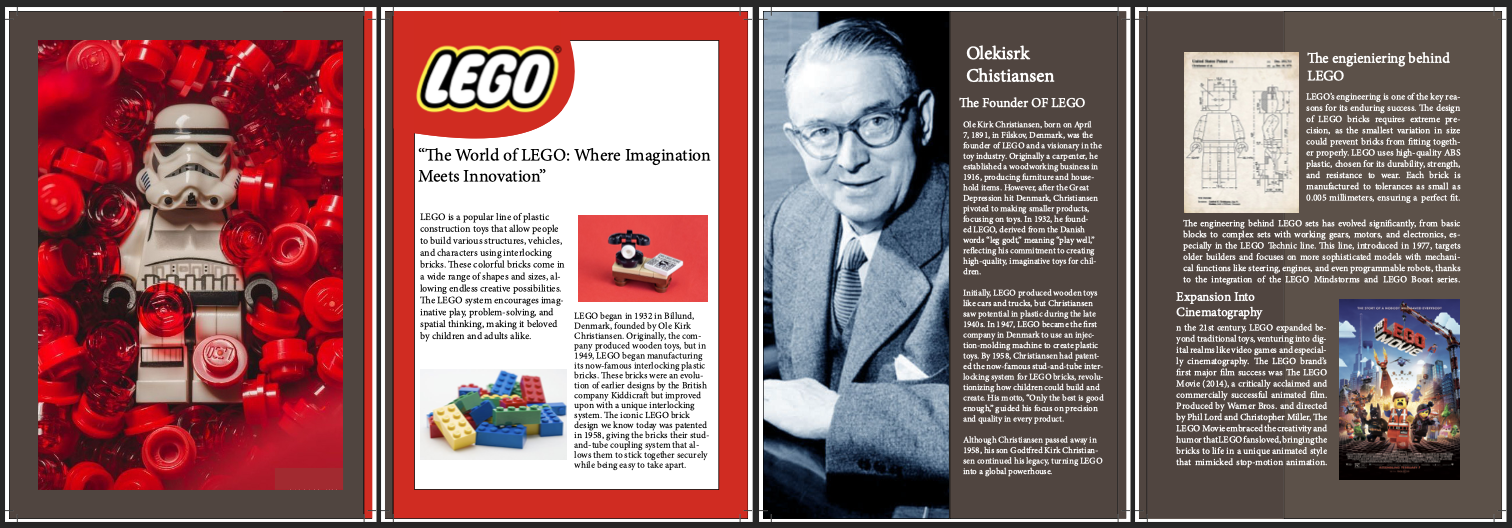 LEGO
“The World of LEGO: Where Imagination
Meets Innovation”
LEGO is a popular line of plastic
construction toys that allow people
to build various structures, vehicles,
and characters using interlocking
bricks. These colorful bricks come in
a wide range of shapes and sizes, al-
lowing endless creative possibilities.
The LEGO system encourages imag-
inative play, problem-solving, and
spatial thinking, making it beloved
by children and adults alike.
LEGO began in 1932 in Billund,
Denmark, founded by Ole Kirk
Christiansen. Originally, the com-
pany produced wooden toys, but in
1949, LEGO began manufacturing
its now-famous interlocking plastic
bricks. These bricks were an evolu-
tion of earlier designs by the British
company Kiddicraft but improved
upon with a unique interlocking
system. The iconic LEGO brick
design we know today was patented
in 1958, giving the bricks their stud-
and-tube coupling system that al-
lows them to stick together securely
while being easy to take apart.
Olekisrk
Chistiansen
The Founder OF LEGO
Ole Kirk Christiansen, born on April
7, 1891, in Filskov, Denmark, was the
founder of LEGO and a visionary in the
toy industry. Originally a carpenter, he
established a woodworking business in
1916, producing furniture and house-
hold items. However, after the Great
Depression hit Denmark, Christiansen
pivoted to making smaller products,
focusing on toys. In 1932, he found-
ed LEGO, derived from the Danish
words “leg godt,” meaning “play well,”
reflecting his commitment to creating
high-quality, imaginative toys for chil-
dren.
Initially, LEGO produced wooden toys
like cars and trucks, but Christiansen
saw potential in plastic during the late
1940s. In 1947, LEGO became the first
company in Denmark to use an injec-
tion-molding machine to create plastic
toys. By 1958, Christiansen had patent-
ed the now-famous stud-and-tube inter-
locking system for LEGO bricks, revolu-
tionizing how children could build and
create. His motto, “Only the best is good
enough,” guided his focus on precision
and quality in every product.
Although Christiansen passed away in
1958, his son Godtfred Kirk Christian-
sen continued his legacy, turning LEGO
into a global powerhouse.
United States Patent
The engieniering behind
LEGO
LEGO’s engineering is one of the key rea-
sons for its enduring success. The design
of LEGO bricks requires extreme pre-
cision, as the smallest variation in size
could prevent bricks from fitting togeth-
er properly. LEGO uses high-quality ABS
plastic, chosen for its durability, strength,
and resistance to wear. Each brick is
manufactured to tolerances as small as
0.005 millimeters, ensuring a perfect fit.
The engineering behind LEGO sets has evolved significantly, from basic
blocks to complex sets with working gears, motors, and electronics, es-
pecially in the LEGO Technic line. This line, introduced in 1977, targets
older builders and focuses on more sophisticated models with mechani-
cal functions like steering, engines, and even programmable robots, thanks
to the integration of the LEGO Mindstorms and LEGO Boost series.
Expansion Into
Cinematography
n the 21st century, LEGO expanded be-
yond traditional toys, venturing into dig-
ital realms like video games and especial-
ly cinematography. The LEGO brand’s
first major film success was The LEGO
Movie (2014), a critically acclaimed and
commercially successful animated film.
Produced by Warner Bros. and directed
by Phil Lord and Christopher Miller, The
LEGO Movie embraced the creativity and
humor that LEGO fans loved, bringing the
bricks to life in a unique animated style
that mimicked stop-motion animation.
THE STORY OF A NOBODY WHO SAVED EVERYBODY
THE
LEGO
MOVIE